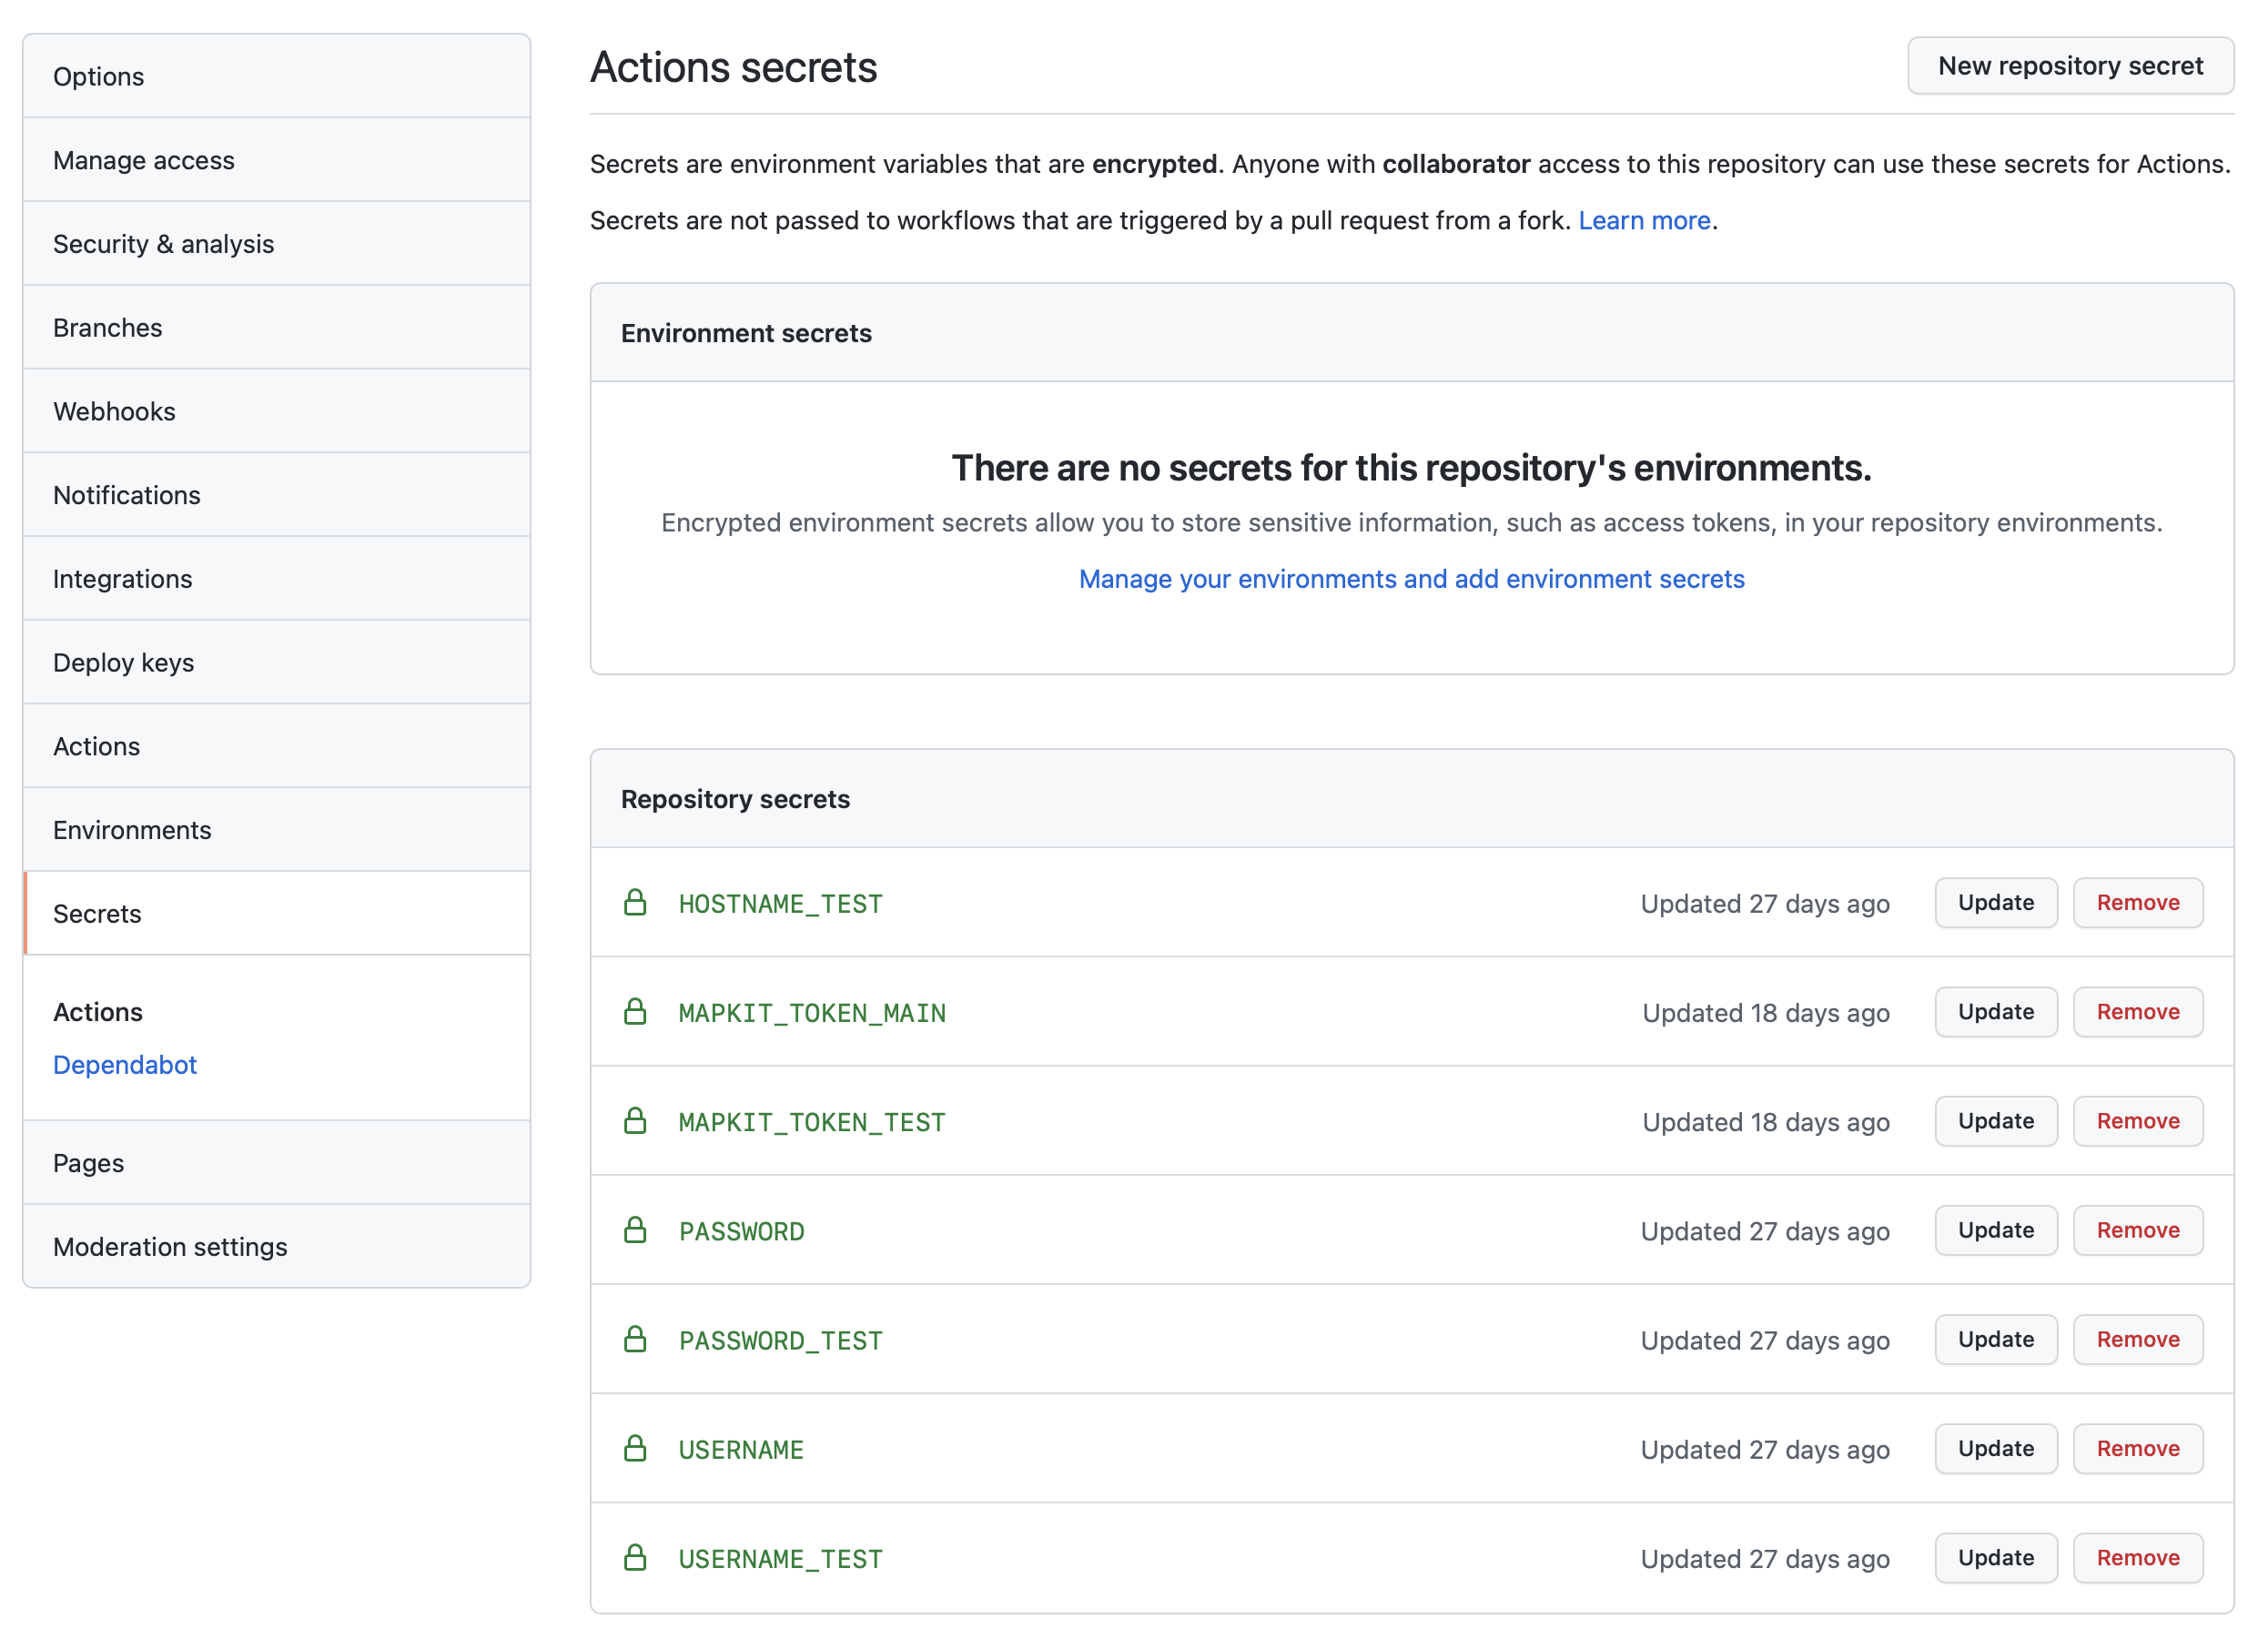 Options
Manage access
Security & analysis
Branches
Webhooks
Notifications
Integrations
Deploy keys
Actions
Environments
Secrets
Actions
Dependabot
Pages
Moderation settings
Actions secrets
New repository secret
Secrets are environment variables that are encrypted. Anyone with collaborator access to this repository can use these secrets for Actions.
Secrets are not passed to workflows that are triggered by a pull request from a fork. Learn more.
Environment secrets
There are no secrets for this repository's environments.
Encrypted environment secrets allow you to store sensitive information, such as access tokens, in your repository environments.
Manage your environments and add environment secrets
Repository secrets
HOSTNAME_TEST Updated 27 days ago Update Remove
MAPKIT_TOKEN_MAIN Updated 18 days ago Update Remove
MAPKIT_TOKEN_TEST Updated 18 days ago Update Remove
PASSWORD Updated 27 days ago Update Remove
PASSWORD_TEST Updated 27 days ago Update Remove
USERNAME Updated 27 days ago Update Remove
USERNAME_TEST Updated 27 days ago Update Remove